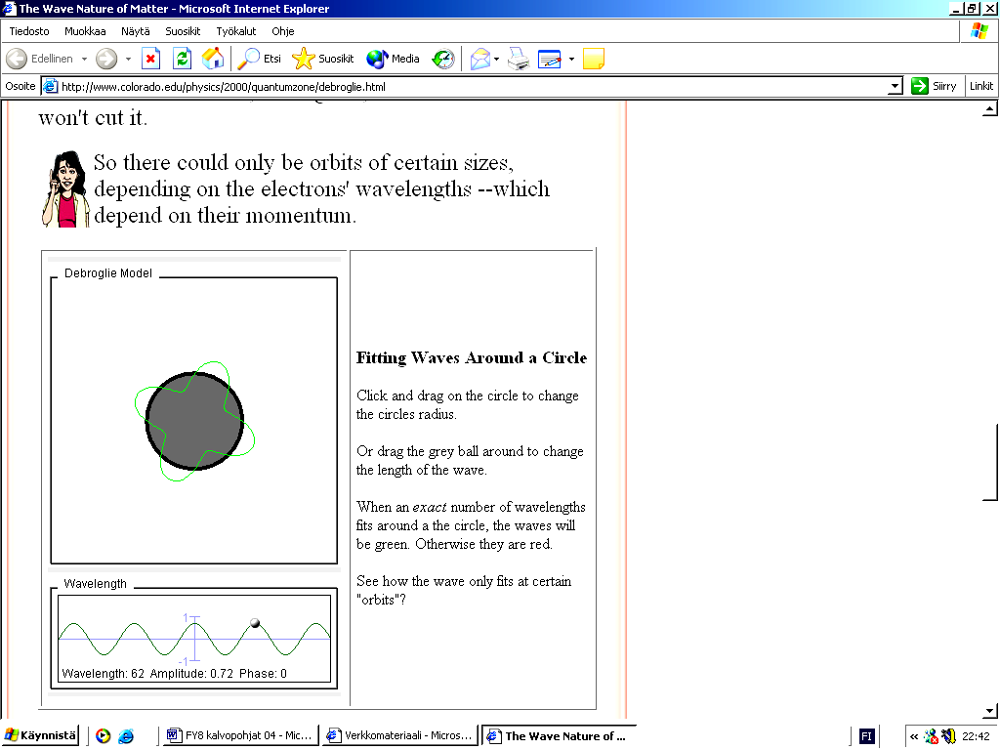 The Wave Nature of Matter - Microsoft Internet Explorer
Tiedosto Muokkaa Näytä Suosikit Työkalut Ohje
Edellinen Etsi Suosikit Media
Osoite http://www.colorado.edu/physics/2000/quantumzone/debroglie.html Siirry Linkit
won't cut it.
So there could only be orbits of certain sizes,
depending on the electrons' wavelengths --which
depend on their momentum.
Debroglie Model
Fitting Waves Around a Circle
Click and drag on the circle to change
the circles radius.
Or drag the grey ball around to change
the length of the wave.
When an exact number of wavelengths
fits around a the circle, the waves will
be green. Otherwise they are red.
See how the wave only fits at certain
"orbits"?
Wavelength
1
-1
Wavelength: 62 Amplitude: 0.72 Phase: 0
Käynnistä FY8 kalvopohjat 04 - Mic... Verkkomateriaali - Micros... The Wave Nature of ... FI « 22:42